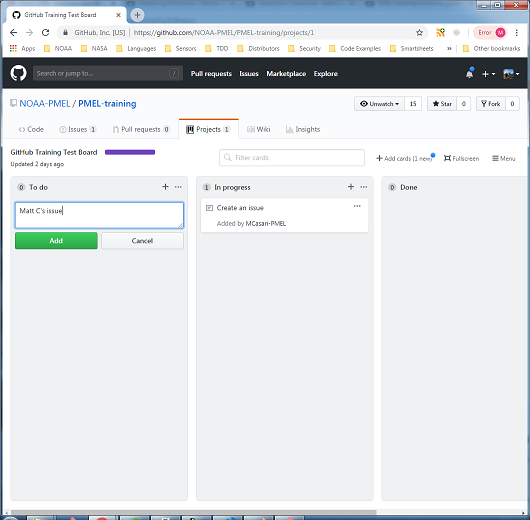 GitHub Training Test Board
GitHub, Inc. [US] | https://github.com/NOAA-PMEL/PMEL-training/projects/1
Error M
Apps NOAA NASA Languages Sensors TDD Distributors Security Code Examples Smartsheets » Other bookmarks
Search or jump to... / Pull requests Issues Marketplace Explore
NOAA-PMEL / PMEL-training
Unwatch 15 Star 0 Fork 0
Code Issues 1 Pull requests 0 Projects 1 Wiki Insights
GitHub Training Test Board
Updated 2 days ago
Filter cards
+ Add cards (1 new) Fullscreen Menu
0 To do + ...
Matt C's issue
Add Cancel
1 In progress + ...
Create an issue ...
Added by MCasari-PMEL
0 Done